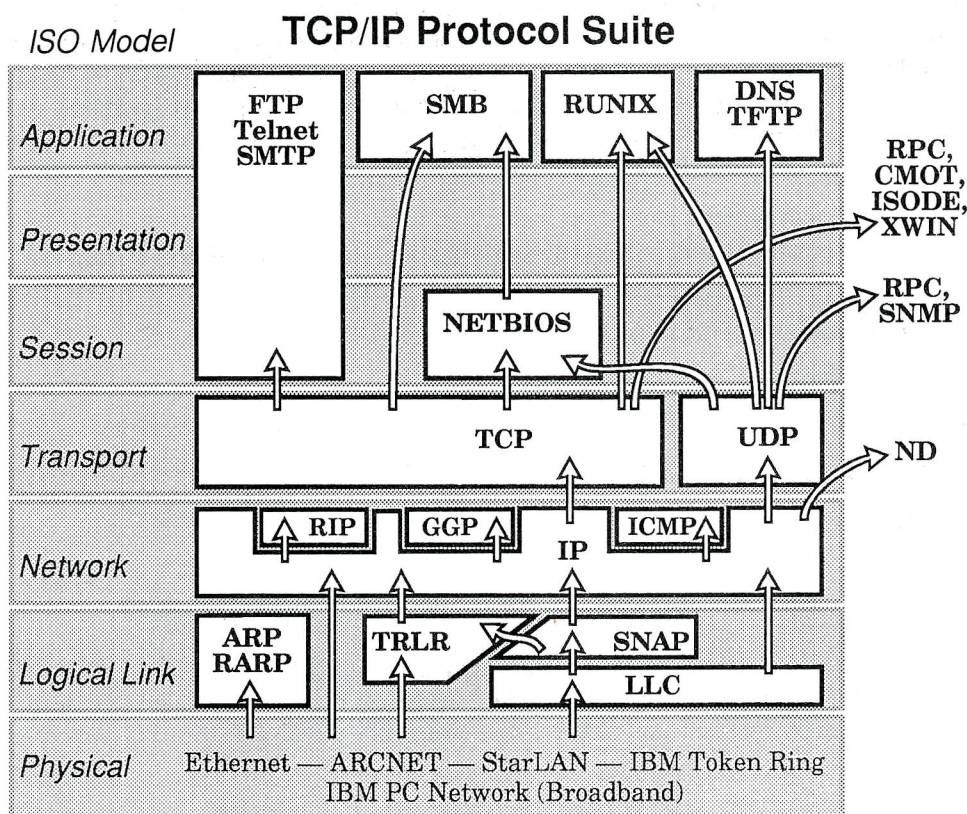 TCP/IP Protocol Suite
ISO Model
Application
FTP
Telnet
SMTP
SMB
RUNIX
DNS
TFTP
RPC,
CMOT,
ISODE,
XWIN
Presentation
RPC,
SNMP
Session
NETBIOS
Transport
TCP
UDP
ND
Network
RIP
GGP
IP
ICMP
Logical Link
ARP
RARP
TRLR
SNAP
LLC
Physical
Ethernet — ARCNET — StarLAN — IBM Token Ring
IBM PC Network (Broadband)